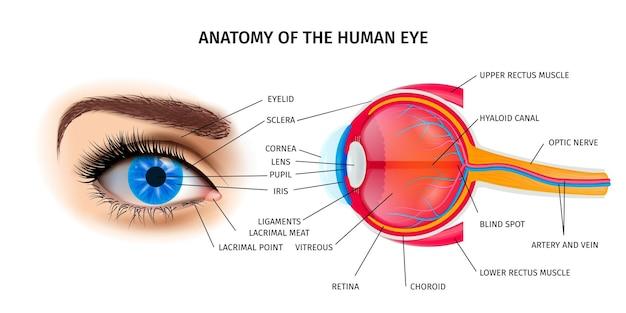 ANATOMY OF THE HUMAN EYE
UPPER RECTUS MUSCLE
EYELID
SCLERA
HYALOID CANAL
OPTIC NERVE
CORNEA
LENS
PUPIL
IRIS
LIGAMENTS
LACRIMAL MEAT
LACRIMAL POINT
VITREOUS
BLIND SPOT
ARTERY AND VEIN
LOWER RECTUS MUSCLE
RETINA
CHOROID